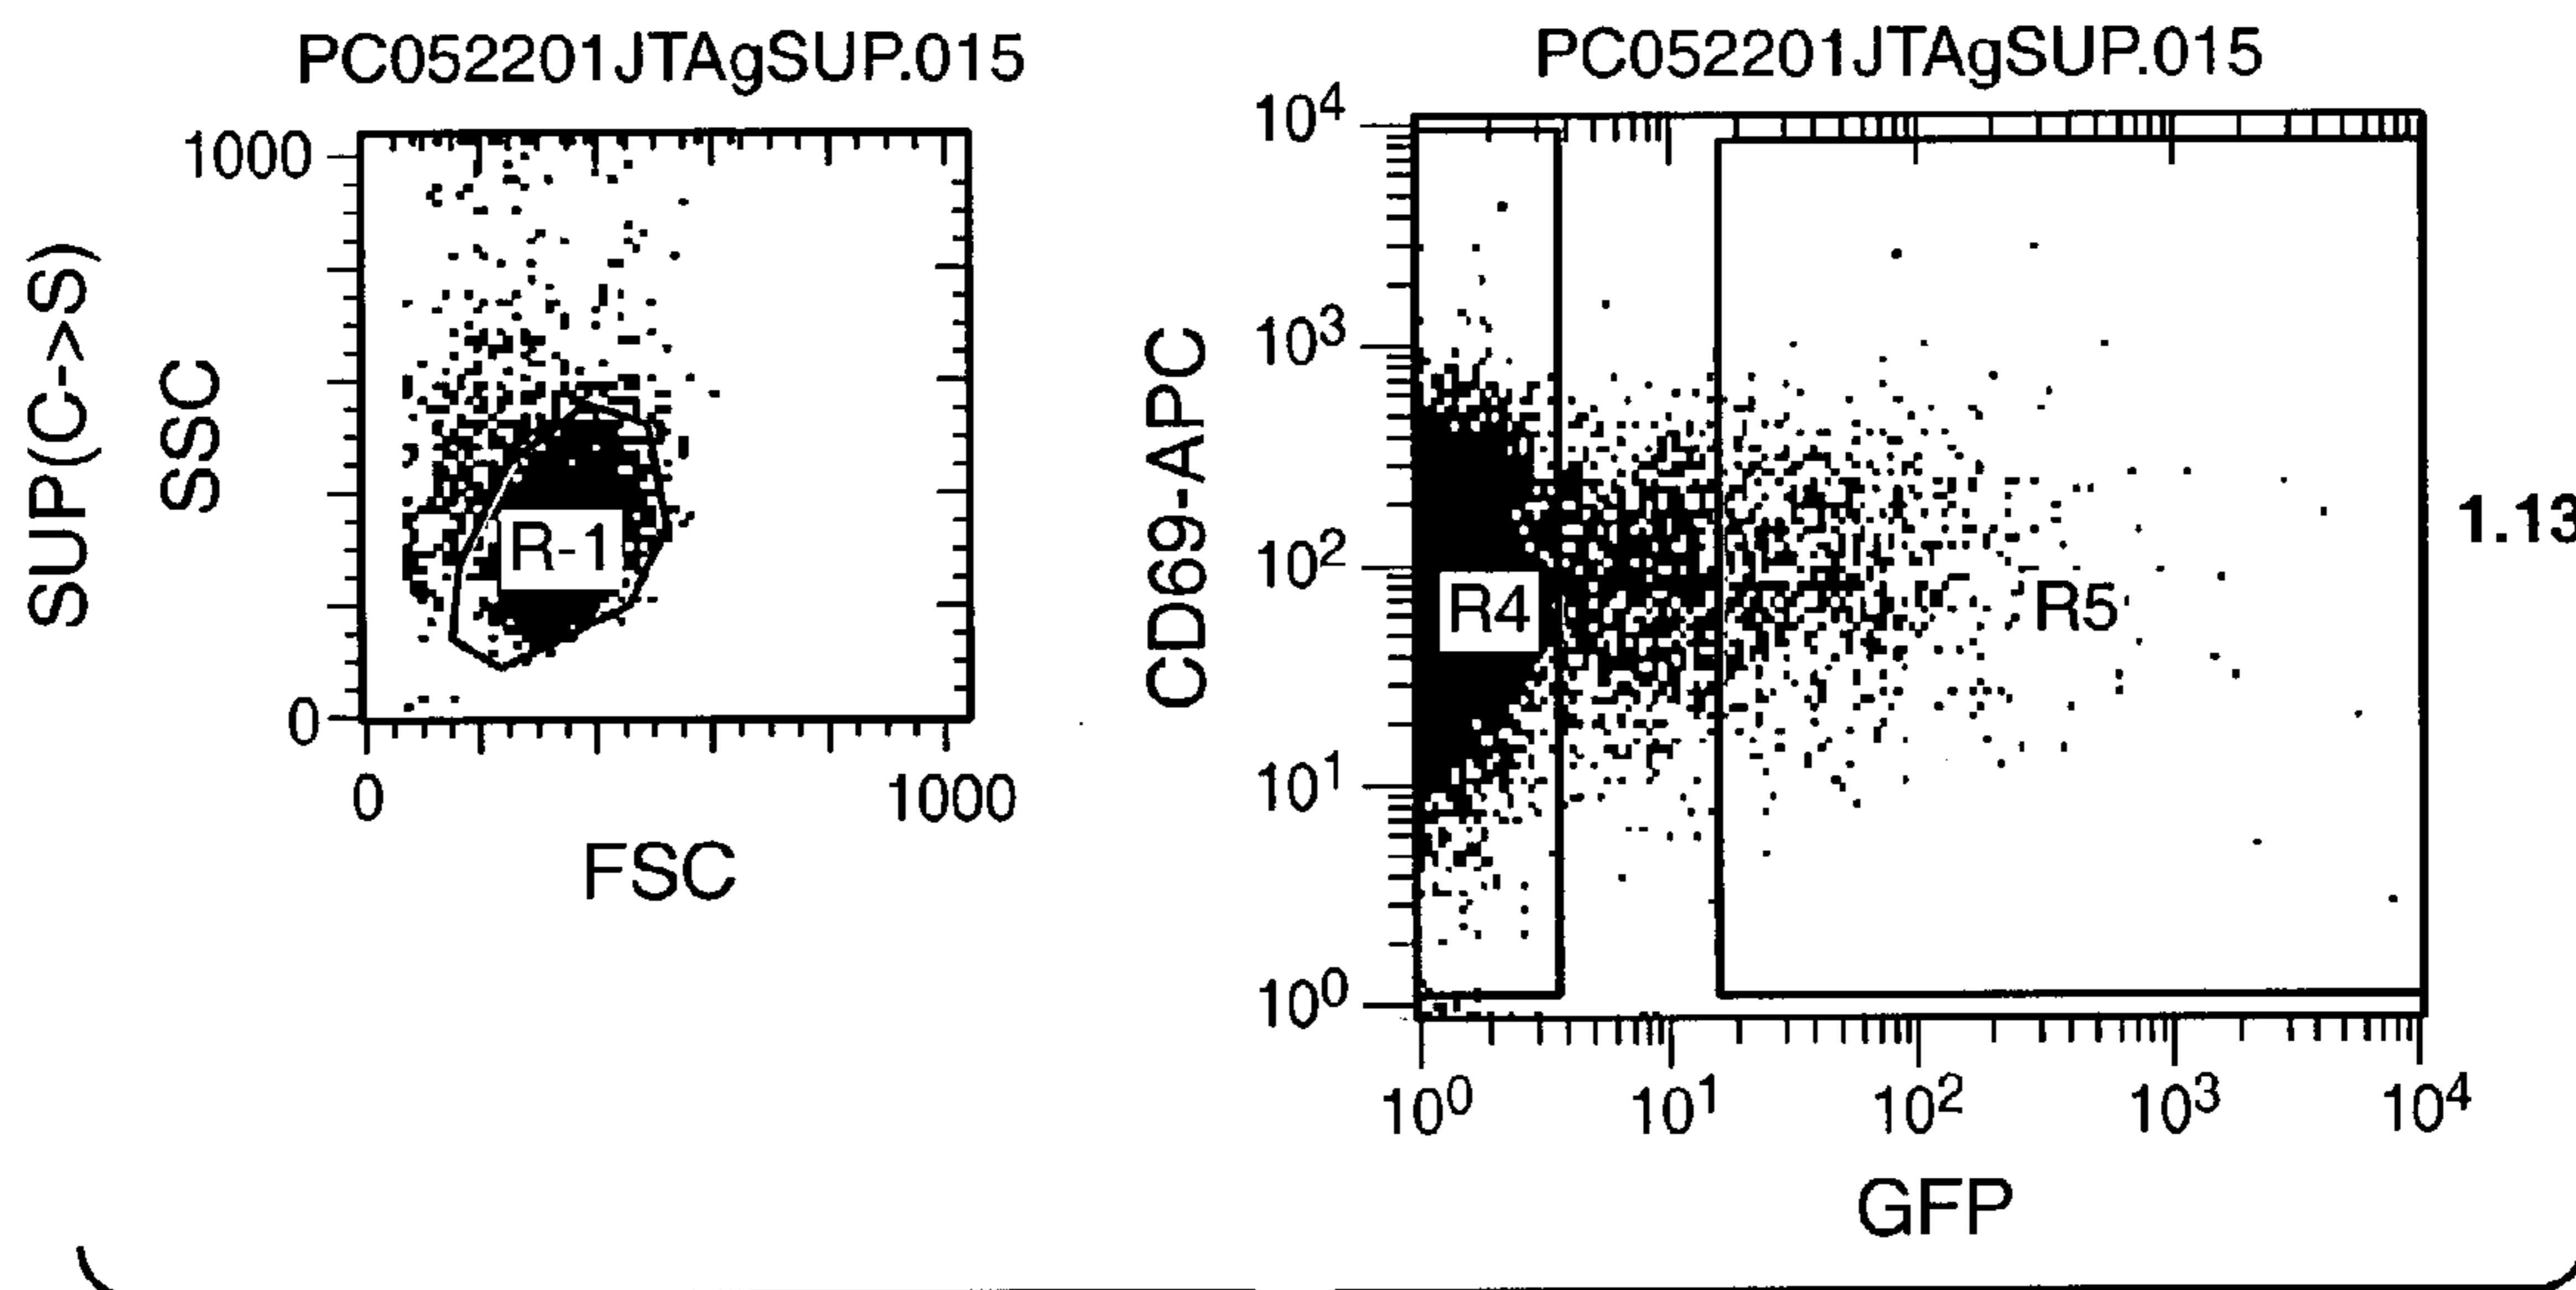 PC052201JTAgSUP.015
SUP(C->S)
SSC
1000
0
R-1
0
1000
FSC
PC052201JTAgSUP.015
CD69-APC
10⁴
10³
10²
10¹
10⁰
R4
R5
1.13
10⁰
10¹
10²
10³
10⁴
GFP